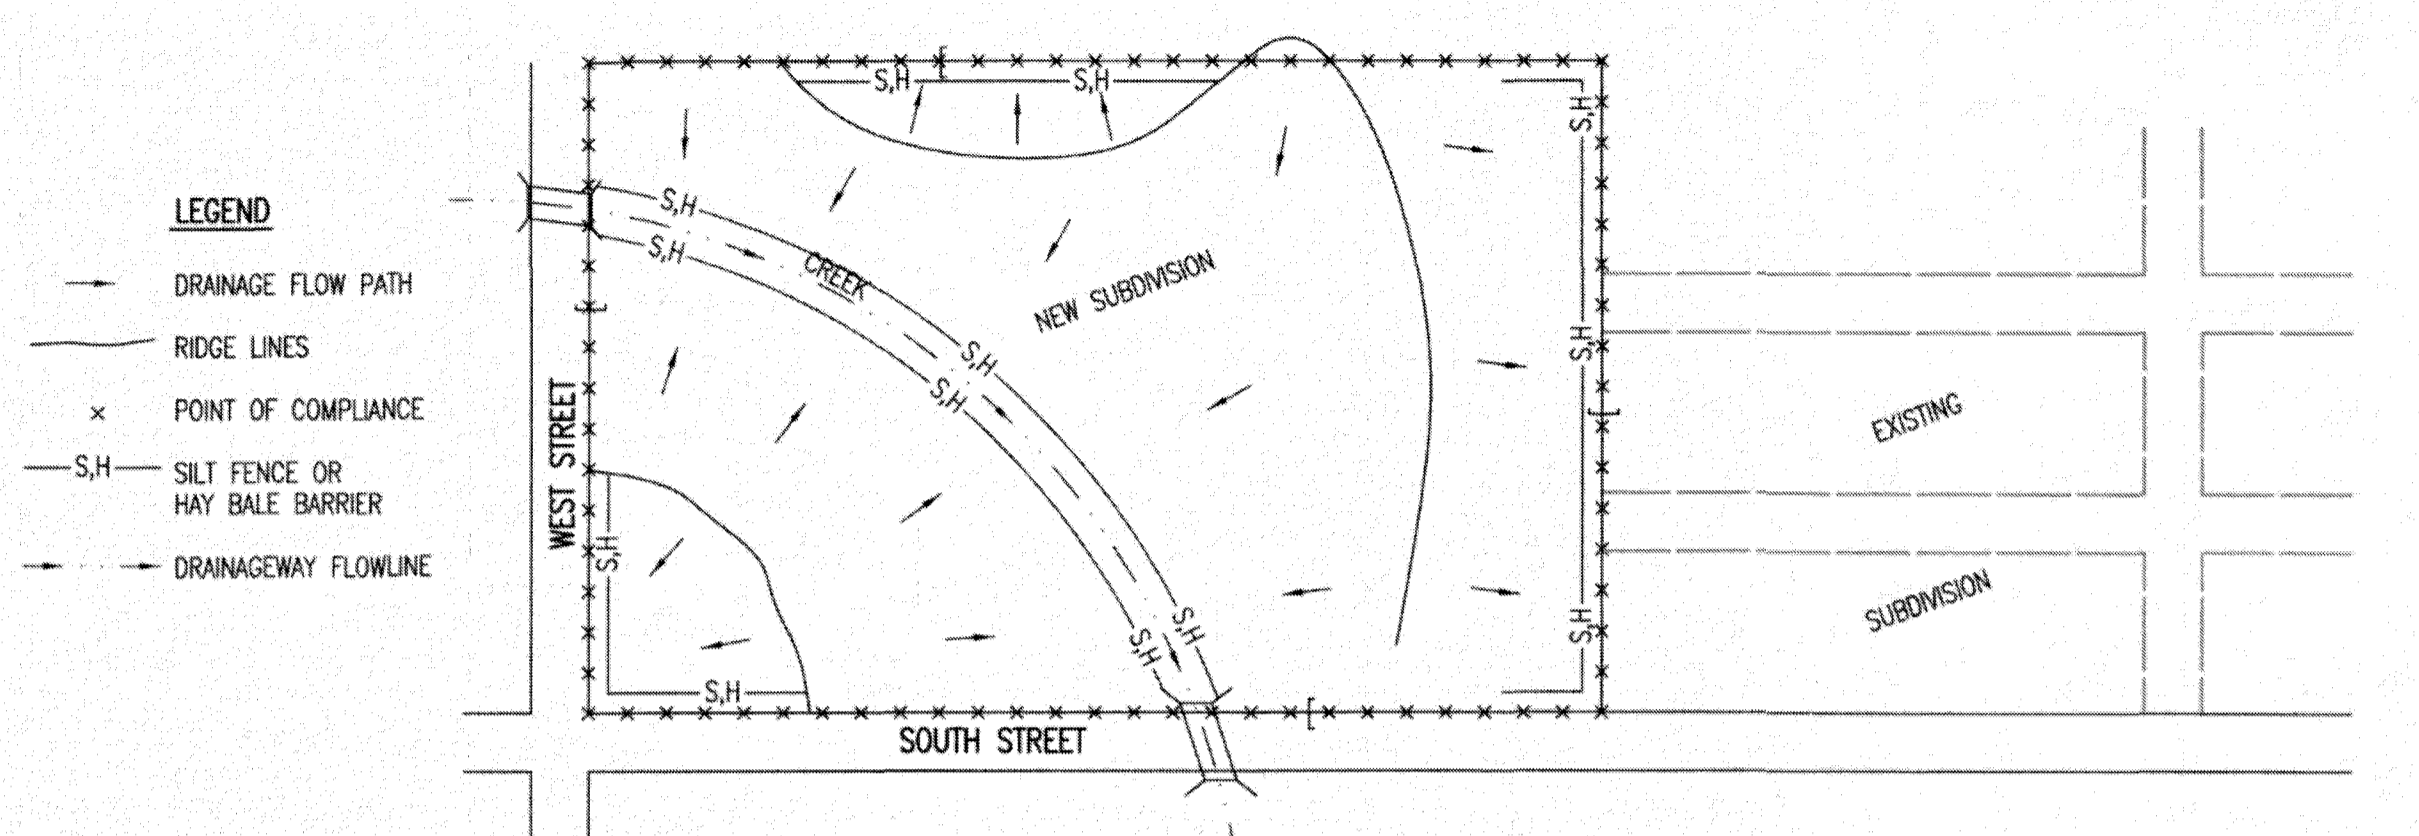 LEGEND
DRAINAGE FLOW PATH
RIDGE LINES
× POINT OF COMPLIANCE
S,H SILT FENCE OR
HAY BALE BARRIER
DRAINAGEWAY FLOWLINE
S,H
S,H
S,H
S,H
S,H
CREEK
NEW SUBDIVISION
S,H
S,H
S,H
WEST STREET
EXISTING
S,H
SUBDIVISION
S,H
S,H
S,H
S,H
SOUTH STREET